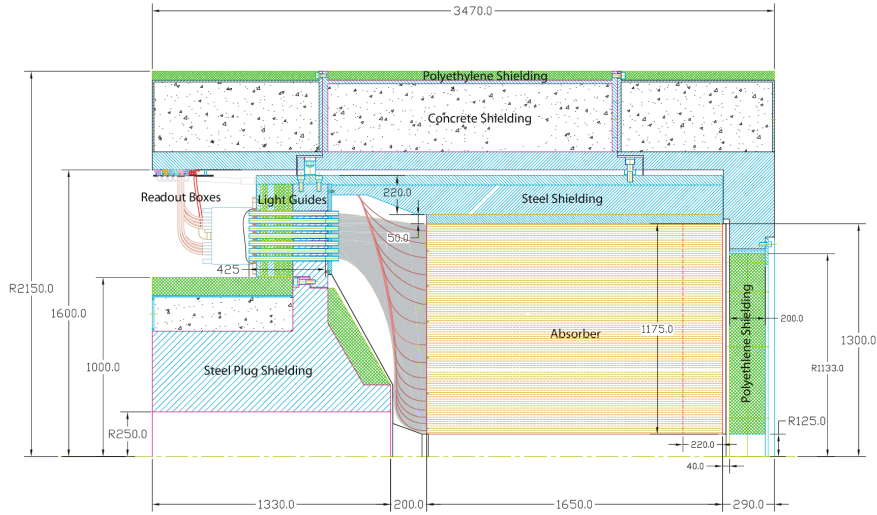 3470.0
Polyethylene Shielding
Concrete Shielding
Readout Boxes
Light Guides
220.0
Steel Shielding
50.0
425
R2150.0
1600.0
1000.0
Absorber
1175.0
Polyethlene Shielding
200.0
1300.0
R1133.0
Steel Plug Shielding
R250.0
R125.0
220.0
40.0
1330.0
200.0
1650.0
290.0